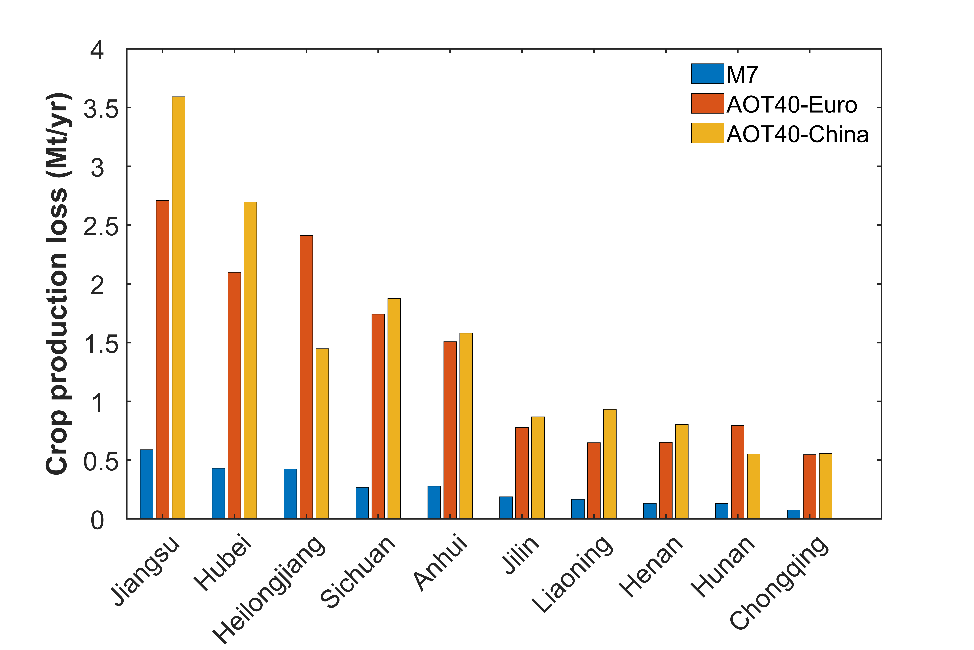 Crop production loss (Mt/yr)
4
3.5
3
2.5
2
1.5
1
0.5
0
M7
AOT40-Euro
AOT40-China
Jiangsu
Hubei
Heilongjiang
Sichuan
Anhui
Jilin
Liaoning
Henan
Hunan
Chongqing